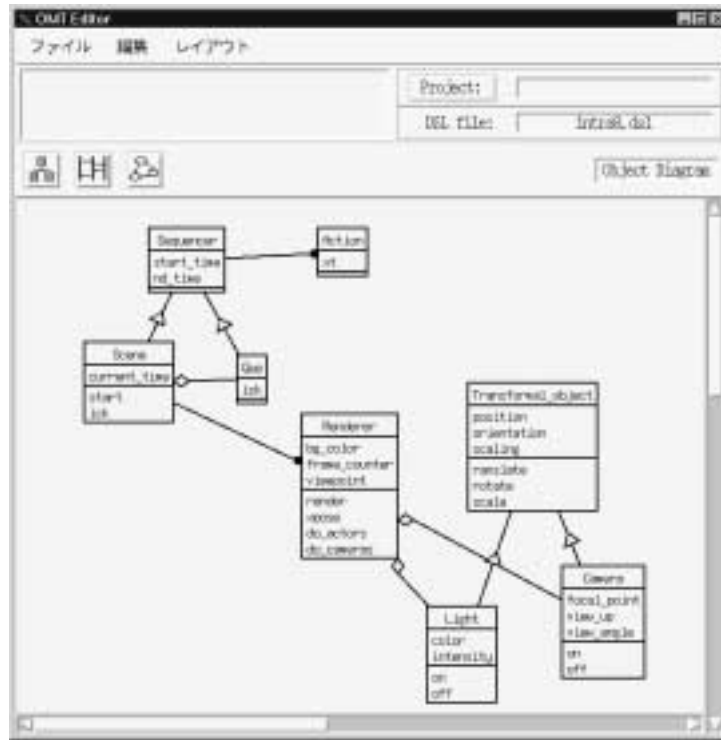 OMT Editor
ファイル 編集 レイアウト
Project:
DSL file:
Object Diagram
Sequencer
start_time
nd_time
Action
Scene
current_time
start
Renderer
bg_color
frame_counter
viewpoint
render
do_actors
do_cameras
position
orientation
scaling
ranslate
rotate
scale
Light
color
intensity
on
off
Camera
focal_point
view_up
view_angle
on
off